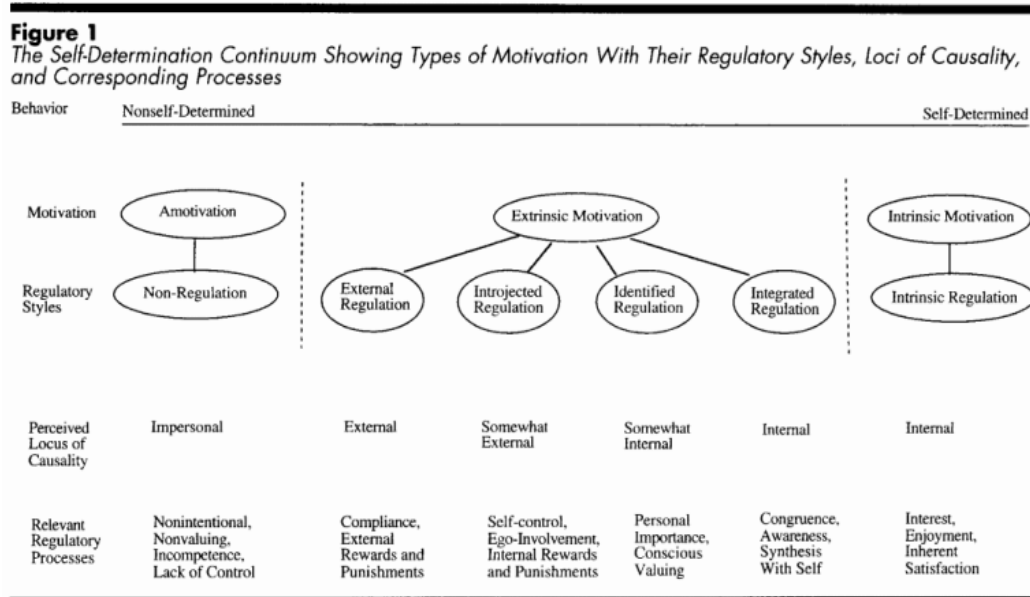 Figure 1
The Self-Determination Continuum Showing Types of Motivation With Their Regulatory Styles, Loci of Causality,
and Corresponding Processes
Behavior Nonself-Determined Self-Determined
Motivation Amotivation Extrinsic Motivation Intrinsic Motivation
Regulatory
Styles
Non-Regulation
External
Regulation
Introjected
Regulation
Identified
Regulation
Integrated
Regulation
Intrinsic Regulation
Perceived
Locus of
Causality
Impersonal
External
Somewhat
External
Somewhat
Internal
Internal
Internal
Relevant
Regulatory
Processes
Nonintentional,
Nonvaluing,
Incompetence,
Lack of Control
Compliance,
External
Rewards and
Punishments
Self-control,
Ego-Involvement,
Internal Rewards
and Punishments
Personal
Importance,
Conscious
Valuing
Congruence,
Awareness,
Synthesis
With Self
Interest,
Enjoyment,
Inherent
Satisfaction